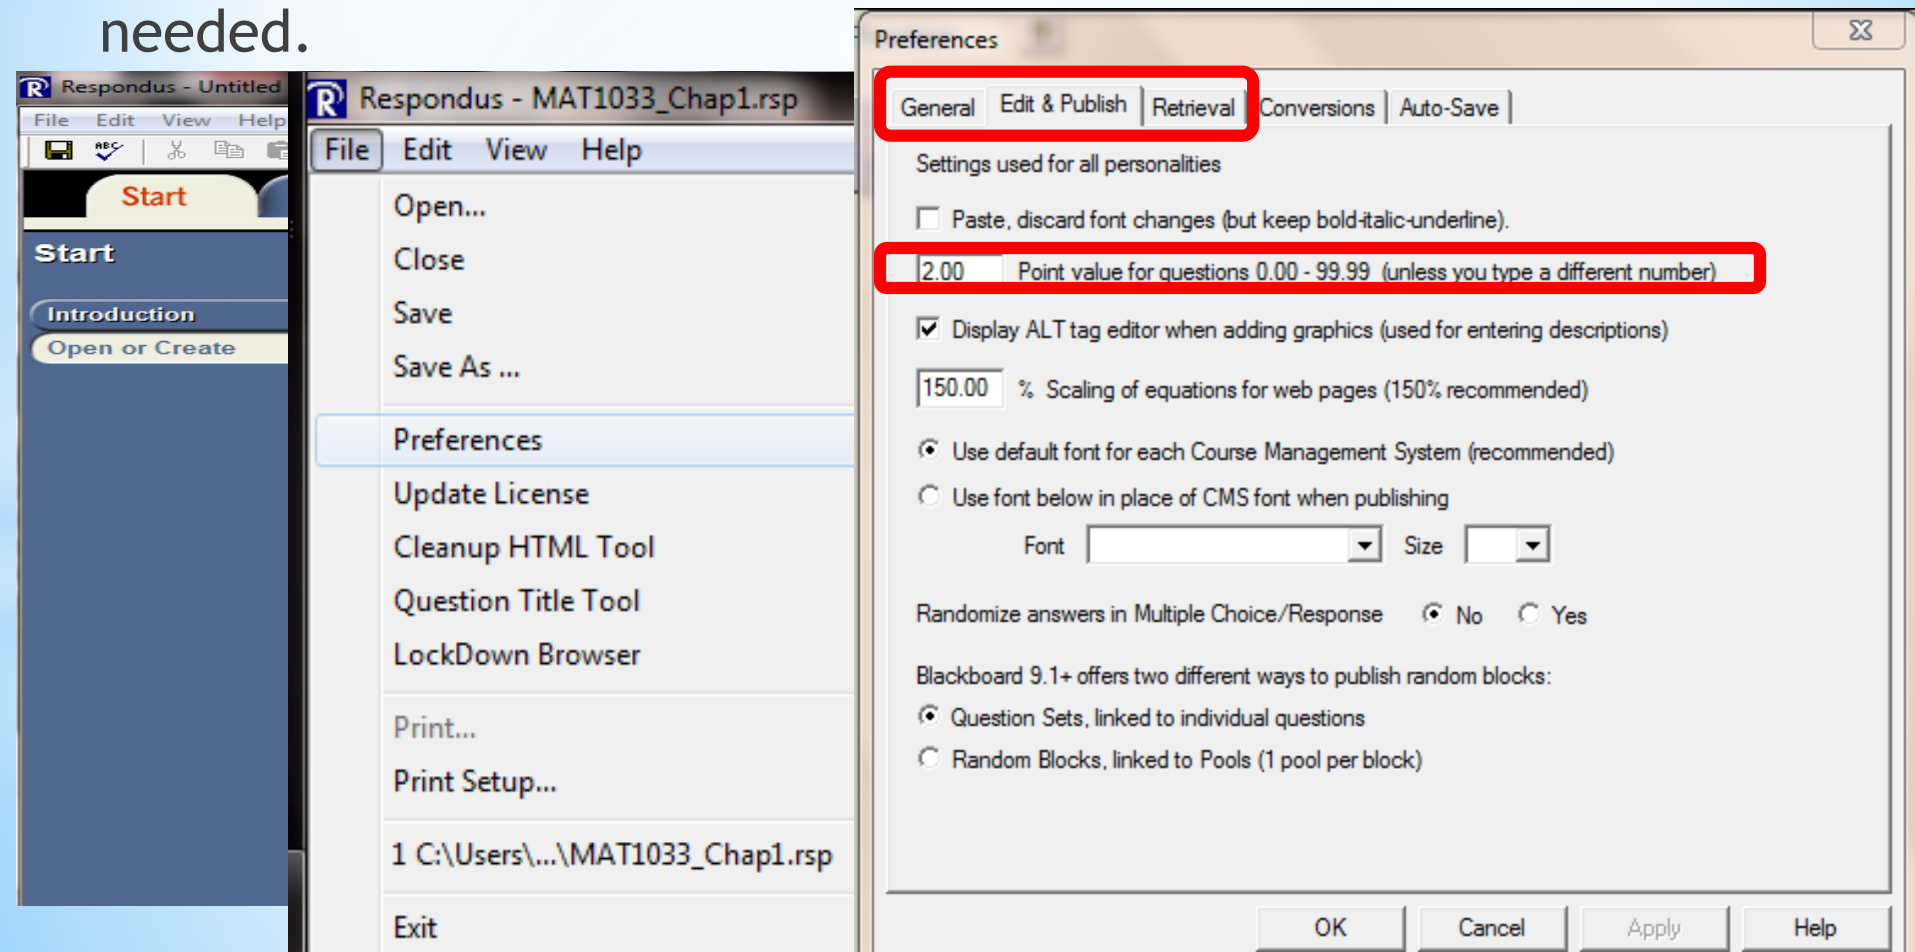 needed.
Respondus - Untitled
File Edit View Help
Start
Start
Introduction
Open or Create
Respondus - MAT1033_Chap1.rsp
File Edit View Help
Open...
Close
Save
Save As ...
Preferences
Update License
Cleanup HTML Tool
Question Title Tool
LockDown Browser
Print...
Print Setup...
1 C:\Users\...\MAT1033_Chap1.rsp
Exit
Preferences
General Edit & Publish Retrieval Conversions Auto-Save
Settings used for all personalities
Paste, discard font changes (but keep bold-italic-underline).
2.00 Point value for questions 0.00 - 99.99 (unless you type a different number)
Display ALT tag editor when adding graphics (used for entering descriptions)
150.00 % Scaling of equations for web pages (150% recommended)
Use default font for each Course Management System (recommended)
Use font below in place of CMS font when publishing
Font Size
Randomize answers in Multiple Choice/Response No Yes
Blackboard 9.1+ offers two different ways to publish random blocks:
Question Sets, linked to individual questions
Random Blocks, linked to Pools (1 pool per block)
OK Cancel Apply Help